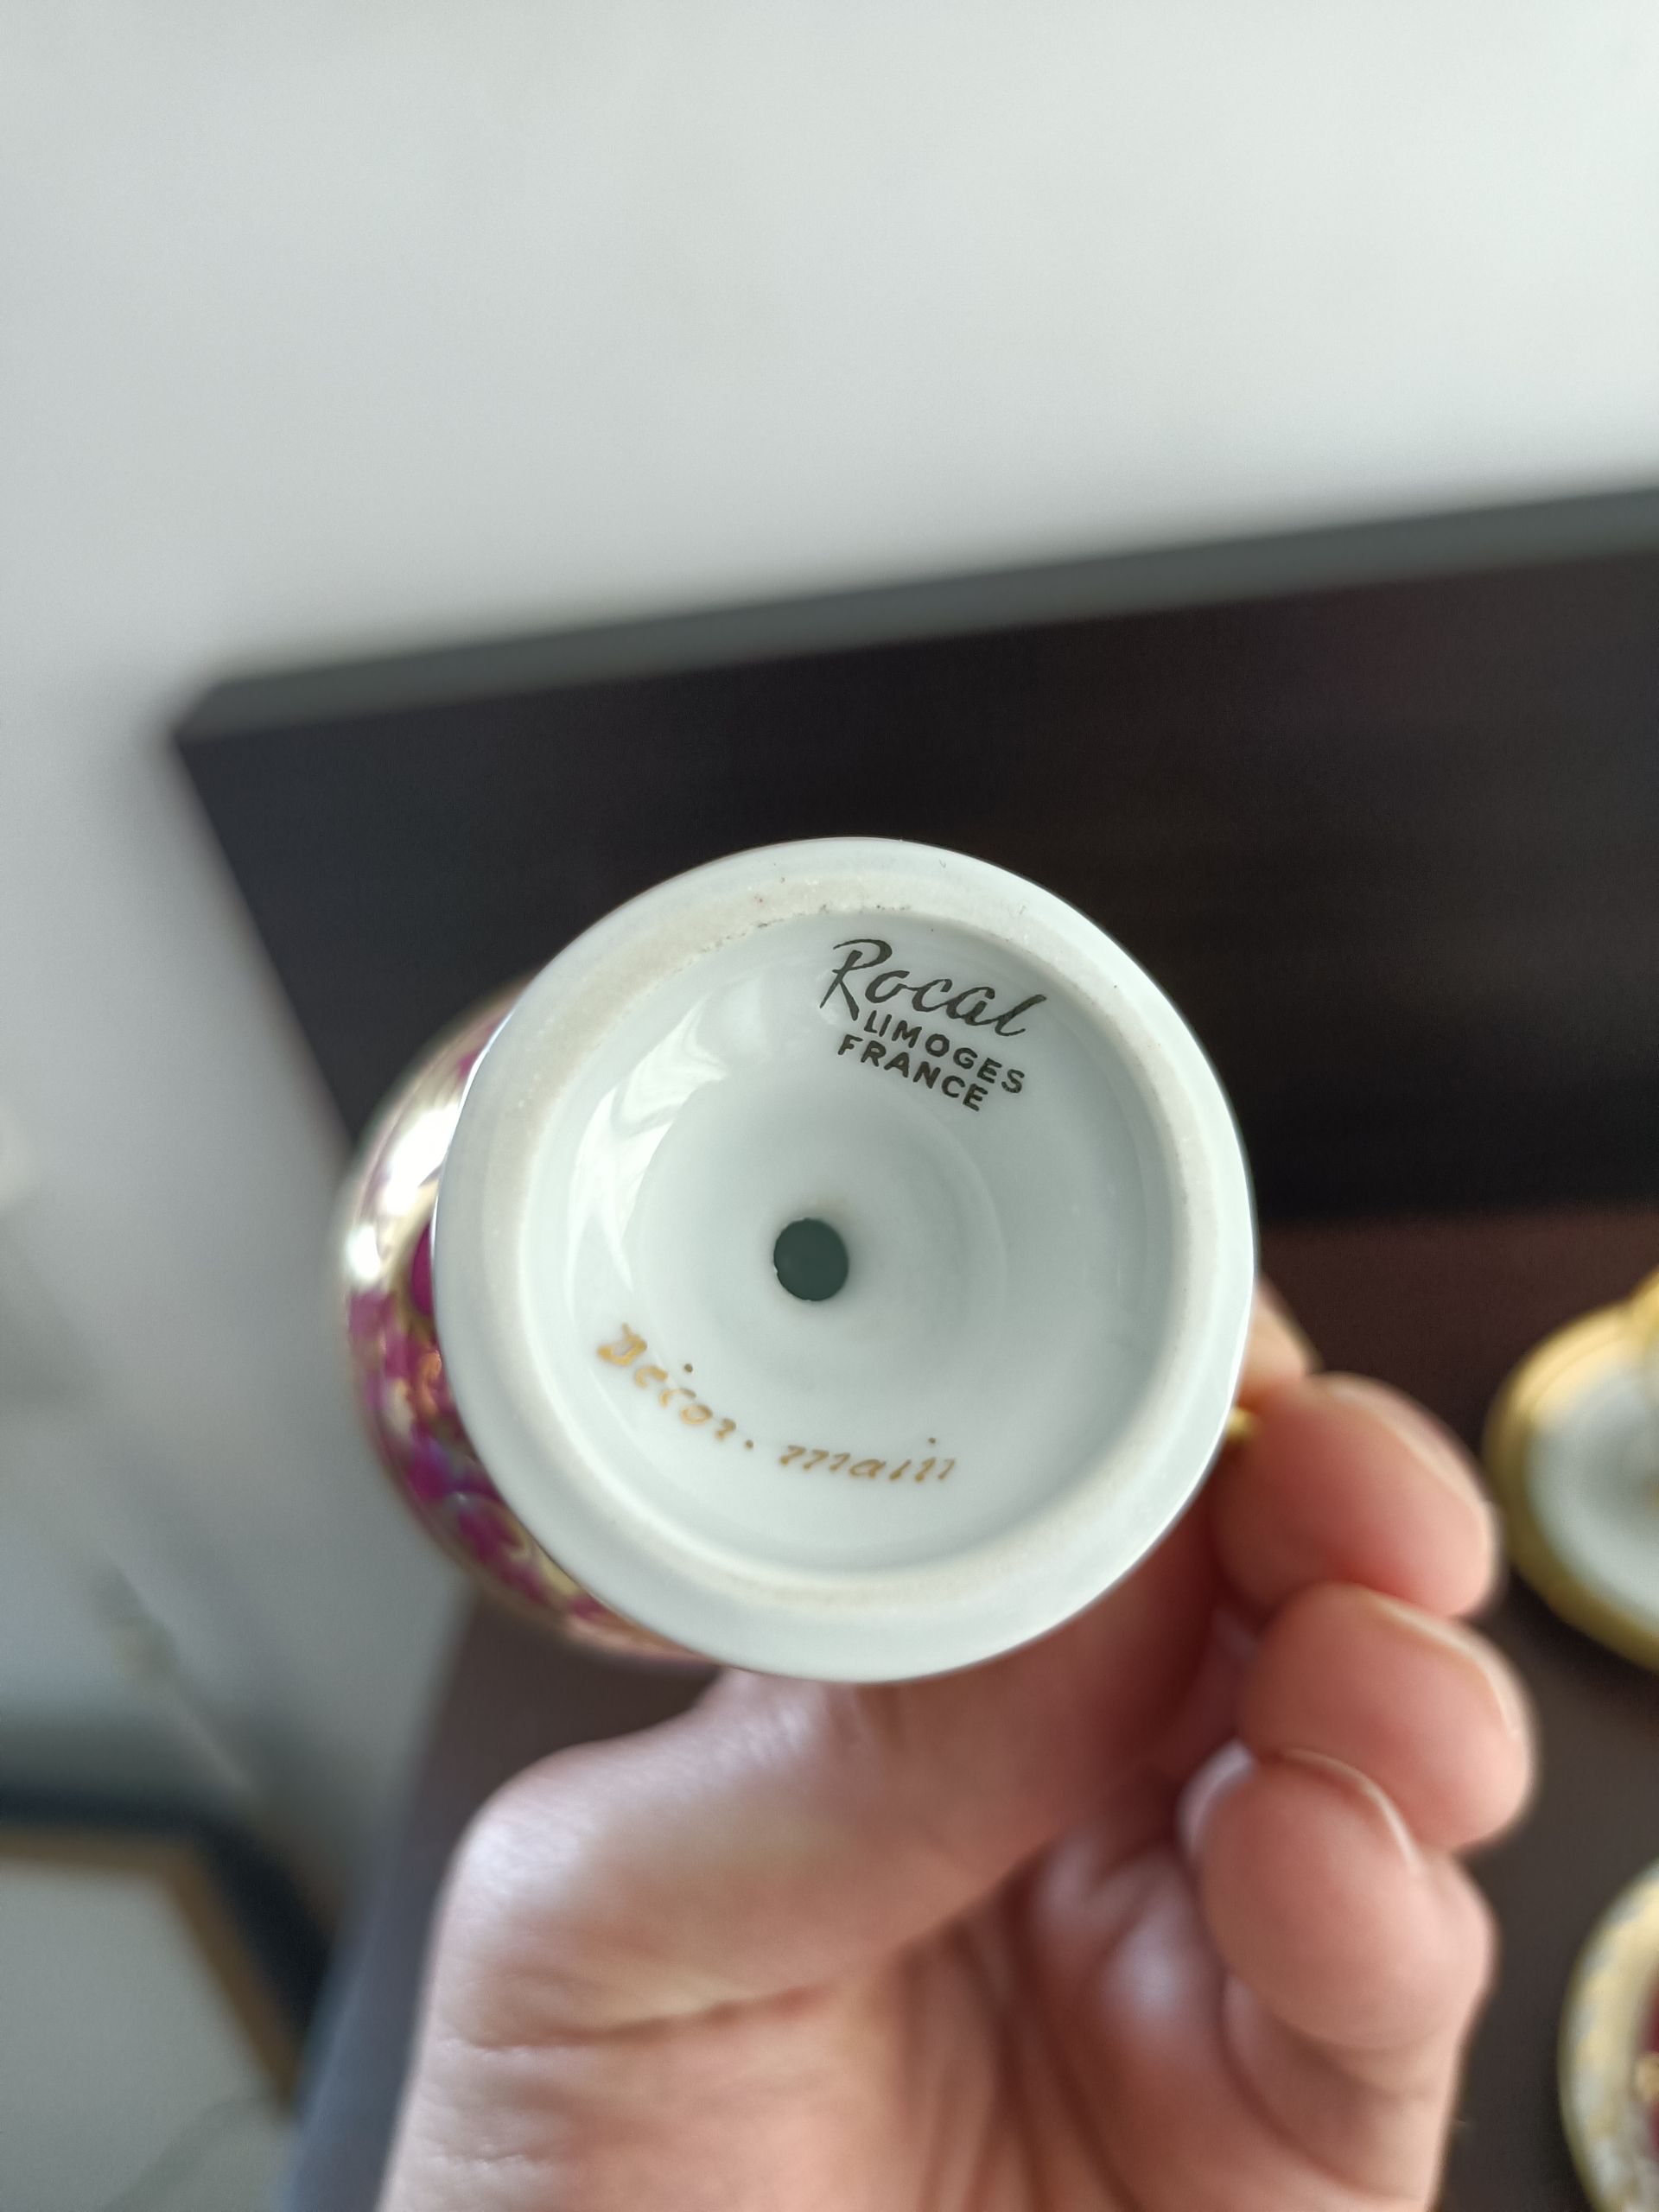 Rocal
LIMOGES
FRANCE
Décor. main